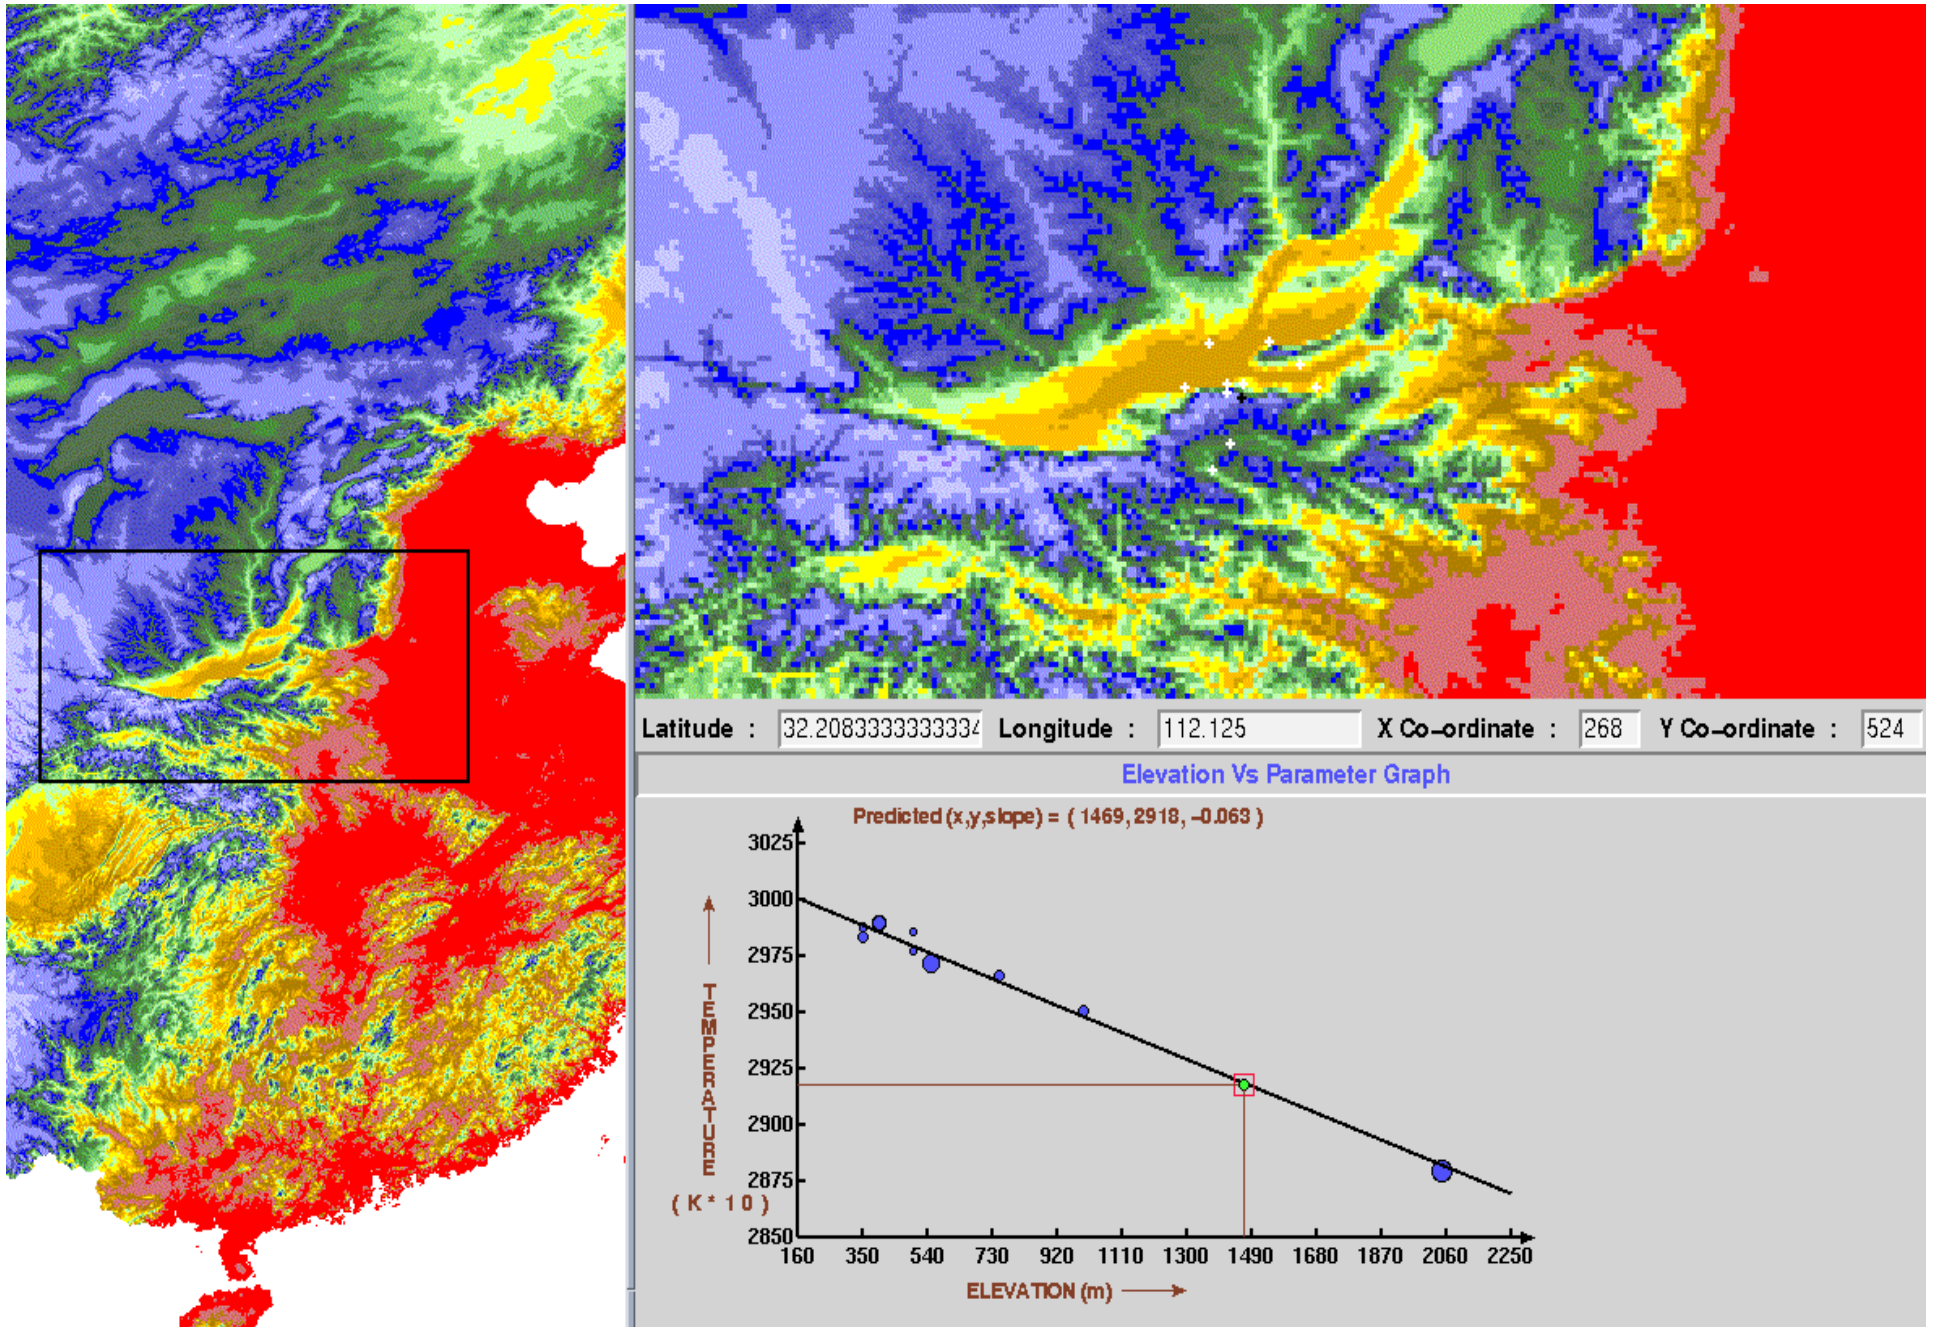 Latitude : 32.2083333333334 Longitude : 112.125 X Co-ordinate : 268 Y Co-ordinate : 524
Elevation Vs Parameter Graph
Predicted (x,y,slope) = ( 1469, 2918, -0.063 )
3025
3000
2975
2950
2925
2900
2875
2850
TEMPERATURE
( K * 1 0 )
160 350 540 730 920 1110 1300 1490 1680 1870 2060 2250
ELEVATION (m)